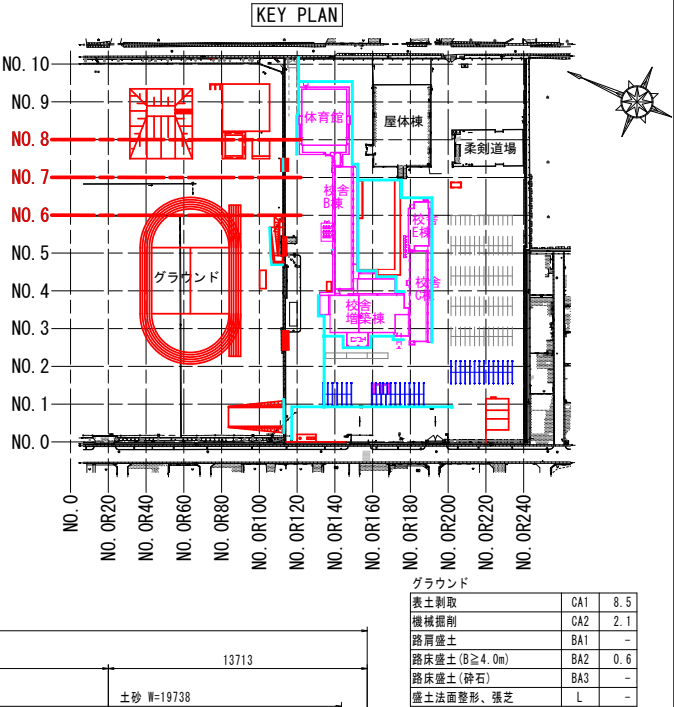 KEY PLAN
NO. 10
NO. 9
NO. 8
NO. 7
NO. 6
NO. 5
NO. 4
NO. 3
NO. 2
NO. 1
NO. 0
体育館
屋体棟
柔剣道場
校舎
B棟
校舎
E棟
校舎
C棟
校舎
増築棟
グラウンド
NO. 0
NO. 0R20
NO. 0R40
NO. 0R60
NO. 0R80
NO. 0R100
NO. 0R120
NO. 0R140
NO. 0R160
NO. 0R180
NO. 0R200
NO. 0R220
NO. 0R240
グラウンド
表土剥取 CA1 8.5
機械掘削 CA2 2.1
路肩盛土 BA1 -
路床盛土(B≧4.0m) BA2 0.6
路床盛土(砕石) BA3 -
盛土法面整形、張芝 L -
13713
土砂 W=19738